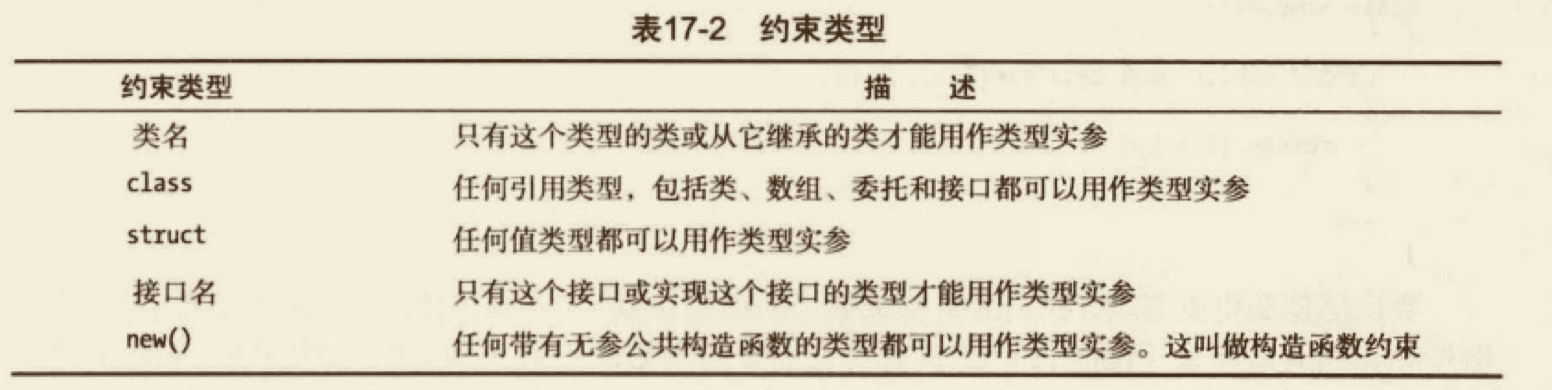 表17-2 约束类型
约束类型 描 述
类名 只有这个类型的类或从它继承的类才能用作类型实参
class 任何引用类型，包括类、数组、委托和接口都可以用作类型实参
struct 任何值类型都可以用作类型实参
接口名 只有这个接口或实现这个接口的类型才能用作类型实参
new() 任何带有无参公共构造函数的类型都可以用作类型实参。这叫做构造函数约束